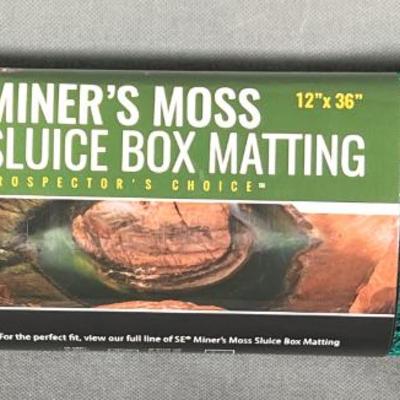 MINER'S MOSS
12"x 36"
SLUICE BOX MATTING
ROSPECTOR'S CHOICE™
For the perfect fit, view our full line of SE® Miner's Moss Sluice Box Matting